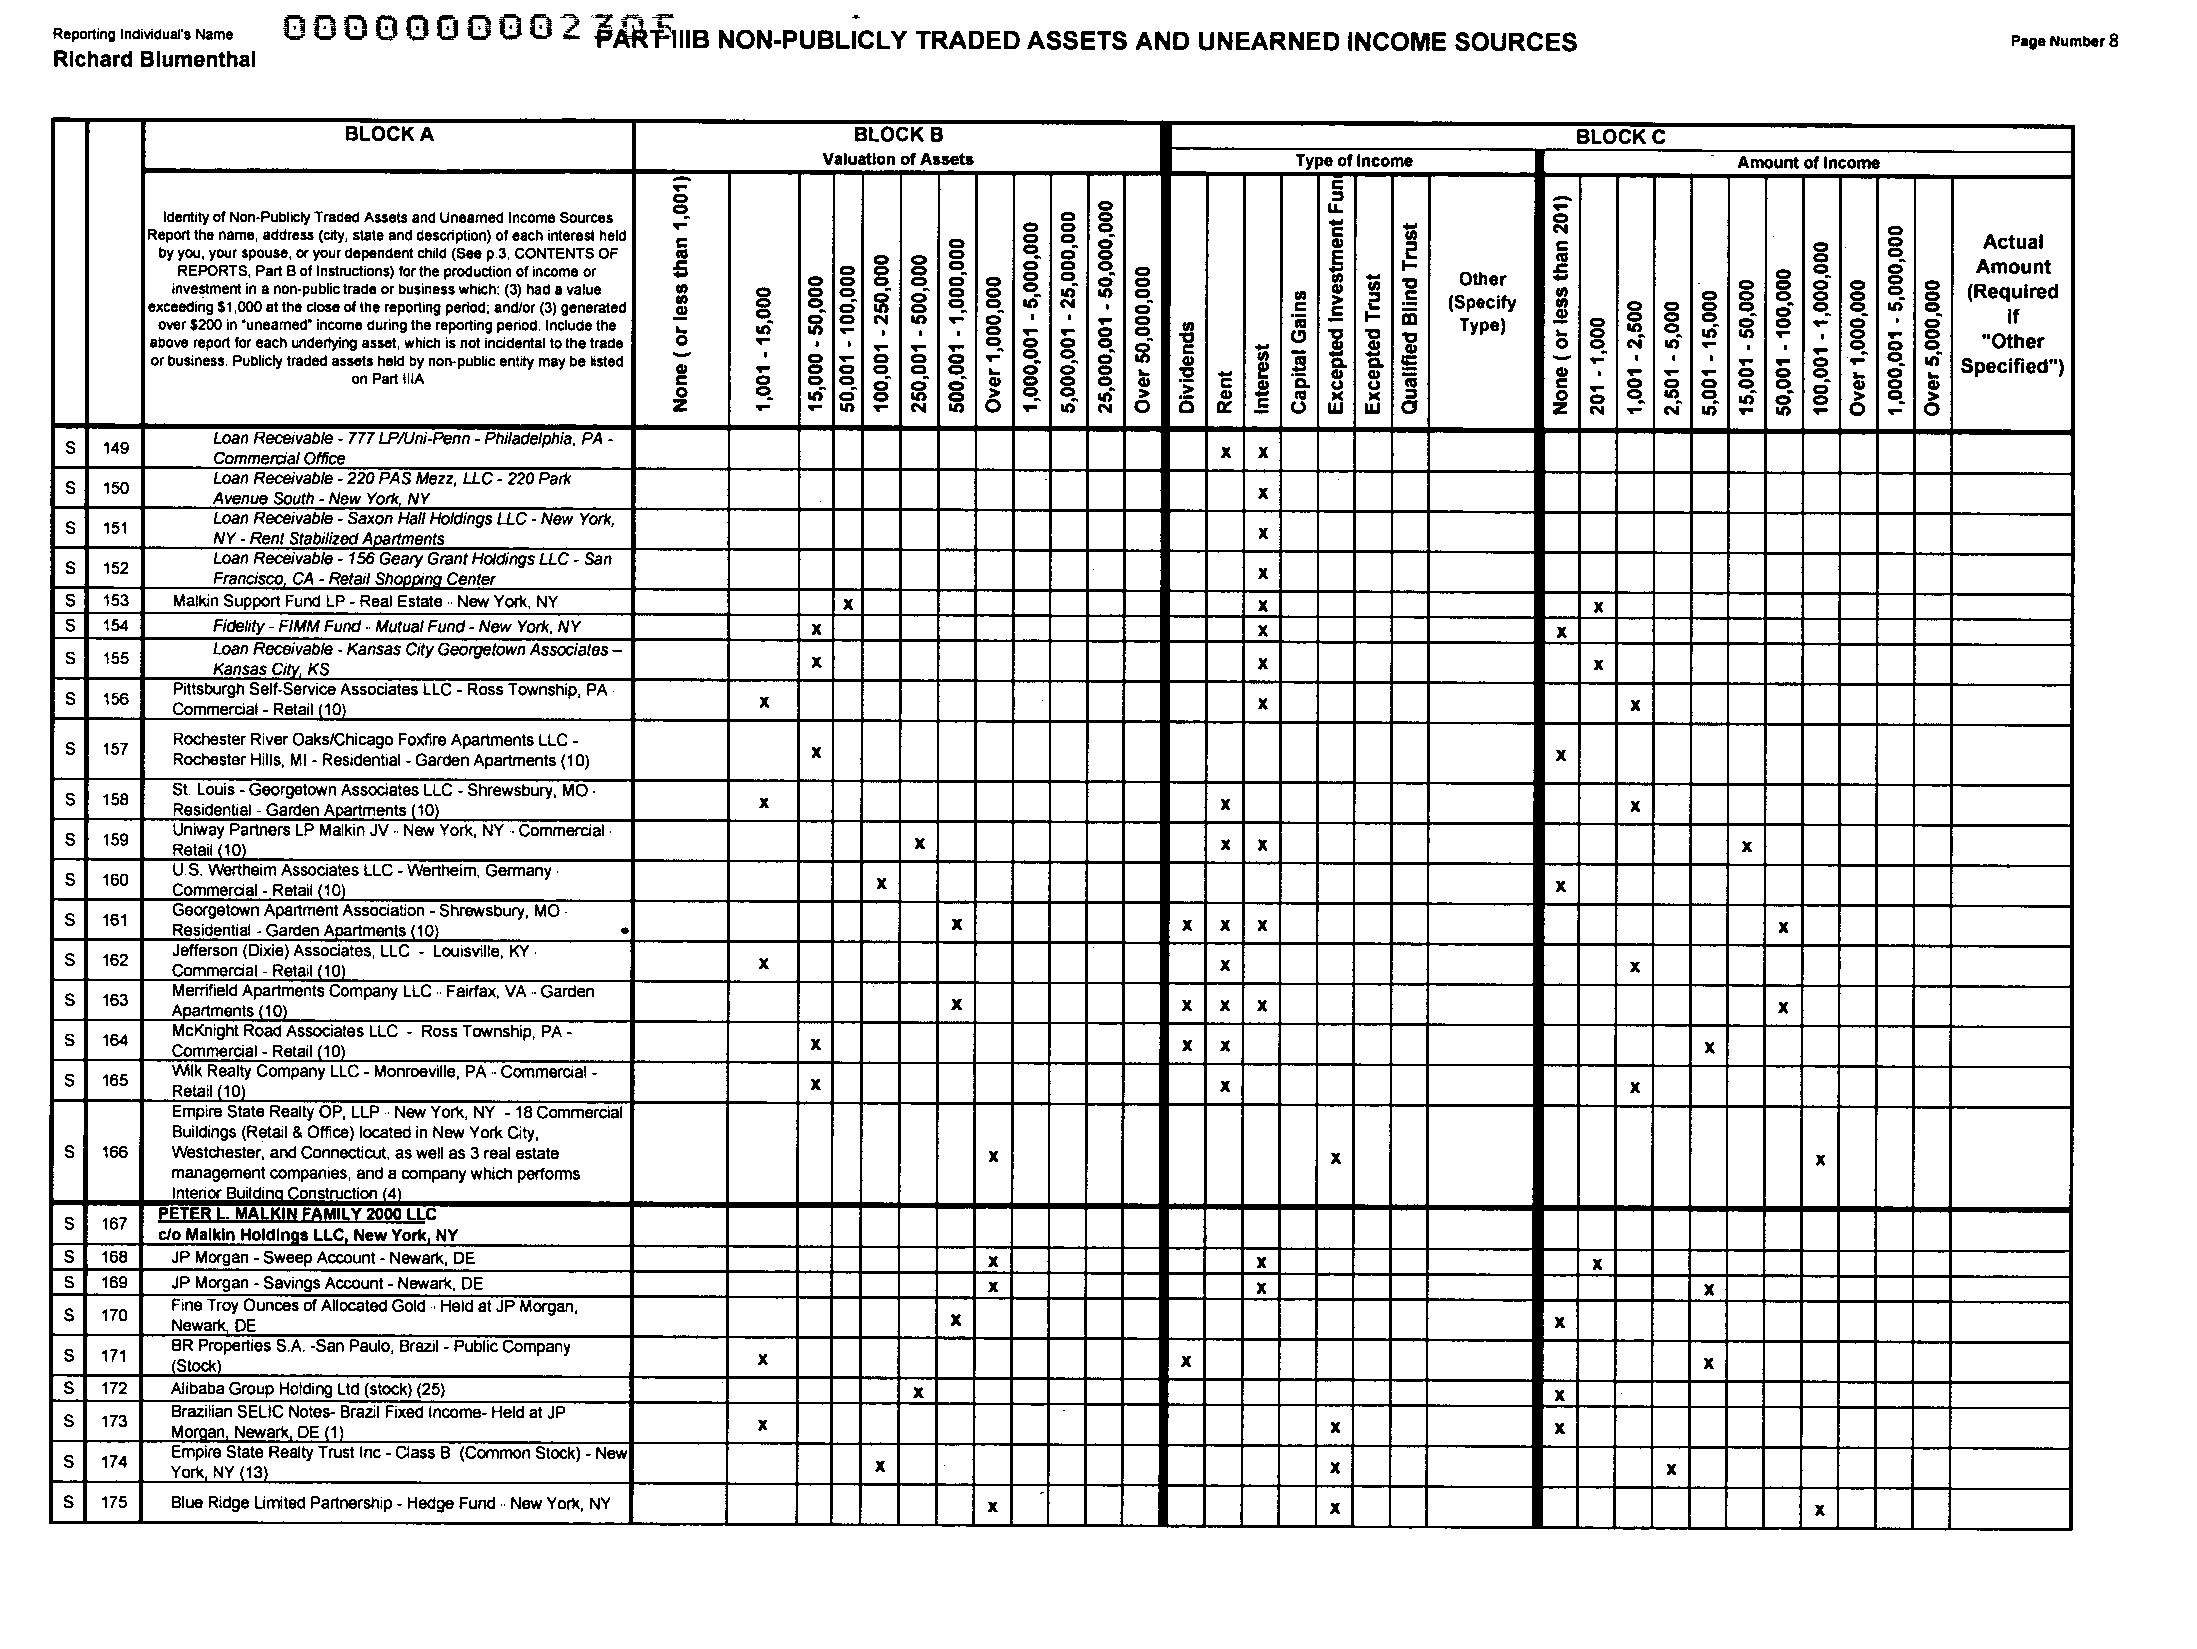 Reporting Individual's Name
Richard Blumenthal
PART IIIB NON-PUBLICLY TRADED ASSETS AND UNEARNED INCOME SOURCES
Page Number 8
BLOCK A
BLOCK B
BLOCK C
Valuation of Assets
Type of Income
Amount of Income
Identity of Non-Publicly Traded Assets and Unearned Income Sources
Report the name, address (city, state and description) of each interest held
by you, your spouse, or your dependent child (See p.3, CONTENTS OF
REPORTS, Part B of Instructions) for the production of income or
investment in a non-public trade or business which: (3) had a value
exceeding $1,000 at the close of the reporting period; and/or (3) generated
over $200 in "unearned" income during the reporting period. Include the
above report for each underlying asset, which is not incidental to the trade
or business. Publicly traded assets held by non-public entity may be listed
on Part IIIA
None ( or less than 1,001)
1,001 - 15,000
15,000 - 50,000
50,001 - 100,000
100,001 - 250,000
250,001 - 500,000
500,001 - 1,000,000
Over 1,000,000
1,000,001 - 5,000,000
5,000,001 - 25,000,000
25,000,001 - 50,000,000
Over 50,000,000
Dividends
Rent
Interest
Capital Gains
Excepted Investment Fund
Excepted Trust
Qualified Blind Trust
Other
(Specify
Type)
None ( or less than 201)
201 - 1,000
1,001 - 2,500
2,501 - 5,000
5,001 - 15,000
15,001 - 50,000
50,001 - 100,000
100,001 - 1,000,000
Over 1,000,000
1,000,001 - 5,000,000
Over 5,000,000
Actual
Amount
(Required
if
"Other
Specified")
S 149 Loan Receivable - 777 LP/Uni-Penn - Philadelphia, PA -
Commercial Office x x
S 150 Loan Receivable - 220 PAS Mezz, LLC - 220 Park
Avenue South - New York, NY x
S 151 Loan Receivable - Saxon Hall Holdings LLC - New York,
NY - Rent Stabilized Apartments x
S 152 Loan Receivable - 156 Geary Grant Holdings LLC - San
Francisco, CA - Retail Shopping Center x
S 153 Malkin Support Fund LP - Real Estate - New York, NY x x x
S 154 Fidelity - FIMM Fund - Mutual Fund - New York, NY x x x
S 155 Loan Receivable - Kansas City Georgetown Associates –
Kansas City, KS x x x
S 156 Pittsburgh Self-Service Associates LLC - Ross Township, PA -
Commercial - Retail (10) x x x
S 157 Rochester River Oaks/Chicago Foxfire Apartments LLC -
Rochester Hills, MI - Residential - Garden Apartments (10) x x
S 158 St. Louis - Georgetown Associates LLC - Shrewsbury, MO -
Residential - Garden Apartments (10) x x x
S 159 Uniway Partners LP Malkin JV - New York, NY - Commercial -
Retail (10) x x x x
S 160 U.S. Wertheim Associates LLC - Wertheim, Germany -
Commercial - Retail (10) x x
S 161 Georgetown Apartment Association - Shrewsbury, MO -
Residential - Garden Apartments (10) x x x x x
S 162 Jefferson (Dixie) Associates, LLC - Louisville, KY -
Commercial - Retail (10) x x x
S 163 Merrifield Apartments Company LLC - Fairfax, VA - Garden
Apartments (10) x x x x x
S 164 McKnight Road Associates LLC - Ross Township, PA -
Commercial - Retail (10) x x x x
S 165 Wilk Realty Company LLC - Monroeville, PA - Commercial -
Retail (10) x x x
Empire State Realty OP, LLP - New York, NY - 18 Commercial
Buildings (Retail & Office) located in New York City,
S 166 Westchester, and Connecticut, as well as 3 real estate x x x
management companies, and a company which performs
Interior Building Construction (4)
S 167 PETER L. MALKIN FAMILY 2000 LLC
c/o Malkin Holdings LLC, New York, NY
S 168 JP Morgan - Sweep Account - Newark, DE x x x
S 169 JP Morgan - Savings Account - Newark, DE x x x
S 170 Fine Troy Ounces of Allocated Gold - Held at JP Morgan,
Newark, DE x x
S 171 BR Properties S.A. -San Paulo, Brazil - Public Company
(Stock) x x x
S 172 Alibaba Group Holding Ltd (stock) (25) x x
S 173 Brazilian SELIC Notes- Brazil Fixed Income- Held at JP
Morgan, Newark, DE (1) x x x
S 174 Empire State Realty Trust Inc - Class B (Common Stock) - New
York, NY (13) x x x
S 175 Blue Ridge Limited Partnership - Hedge Fund - New York, NY x x x